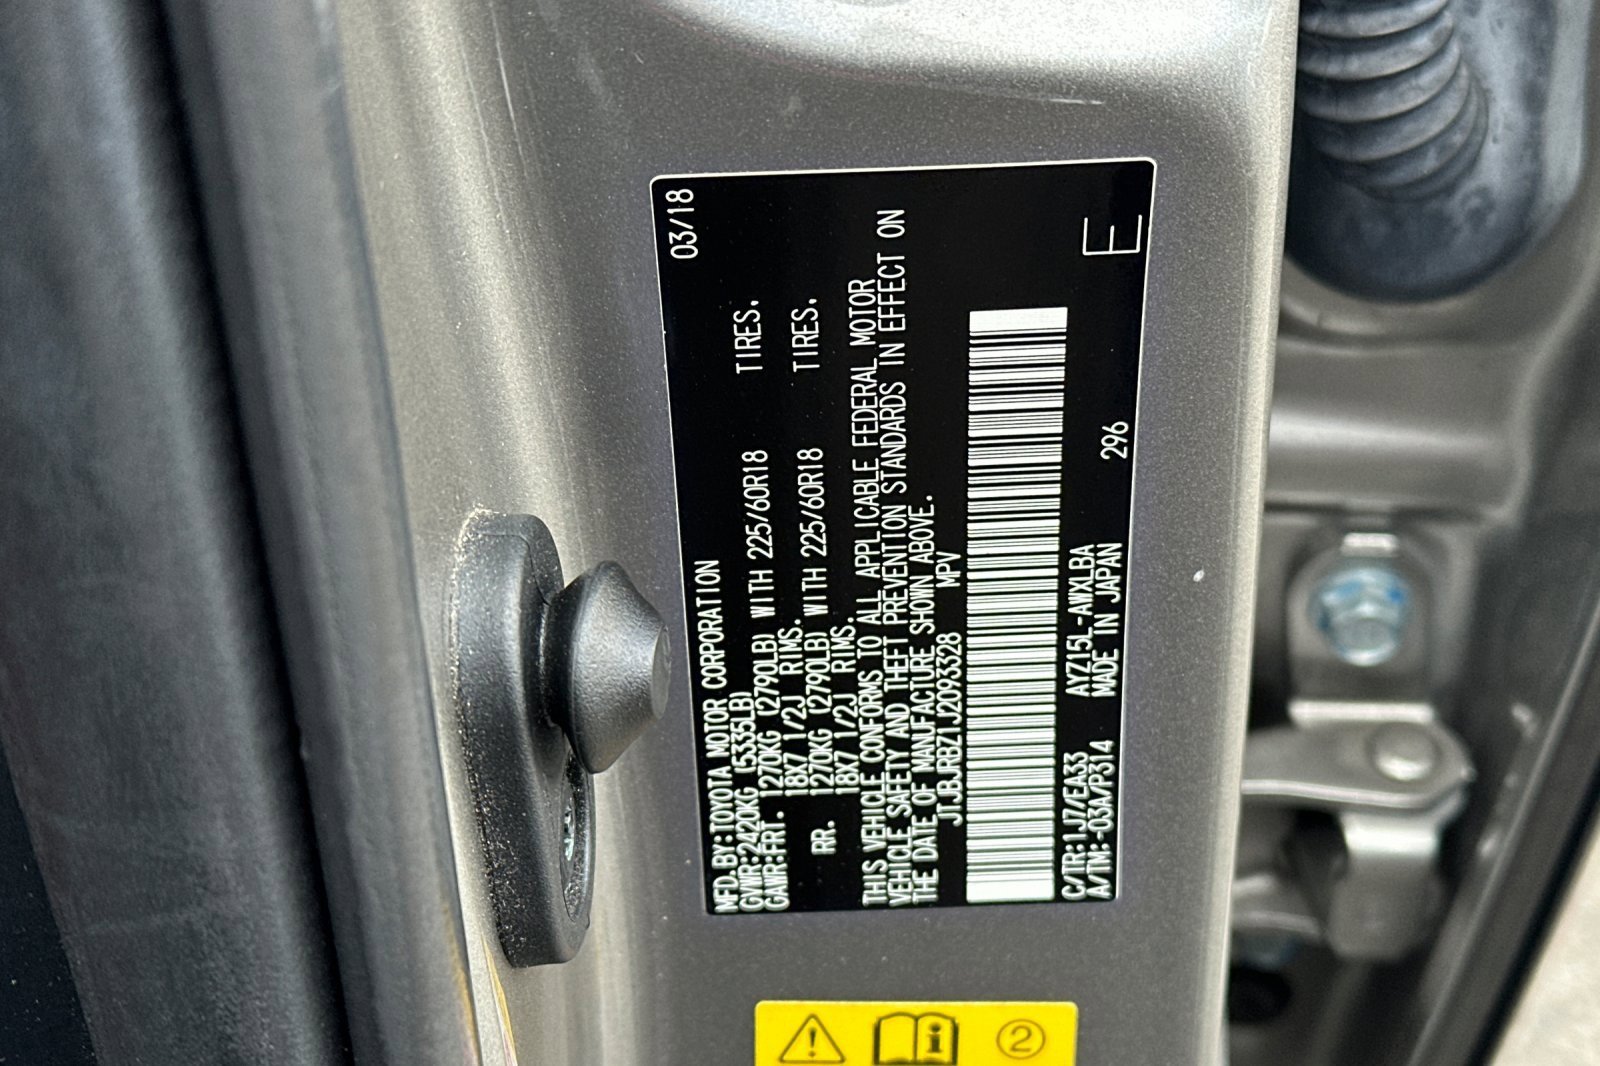 MFD.BY:TOYOTA MOTOR CORPORATION 03/18
GVWR:2420KG (5335LB)
GAWR:FRT. 1270KG (2790LB) WITH 225/60R18 TIRES.
18X7 1/2J RIMS.
RR. 1270KG (2790LB) WITH 225/60R18 TIRES.
18X7 1/2J RIMS.
THIS VEHICLE CONFORMS TO ALL APPLICABLE FEDERAL MOTOR
VEHICLE SAFETY AND THEFT PREVENTION STANDARDS IN EFFECT ON
THE DATE OF MANUFACTURE SHOWN ABOVE.
JTJBJRBZ1J2093328 MPV
C/TR:1J7/EA33 AYZ15L-AWXLBA
A/TM:-03A/P314 MADE IN JAPAN 296 E
2